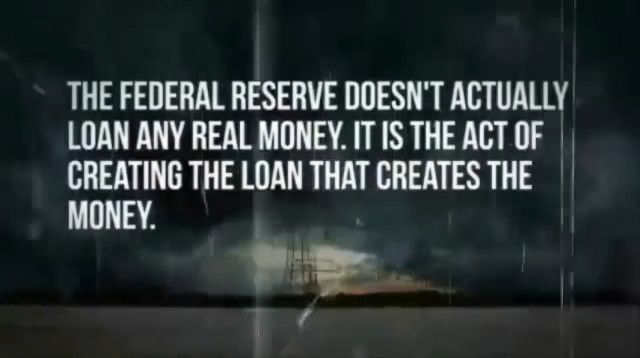 THE FEDERAL RESERVE DOESN'T ACTUALLY
LOAN ANY REAL MONEY. IT IS THE ACT OF
CREATING THE LOAN THAT CREATES THE
MONEY.